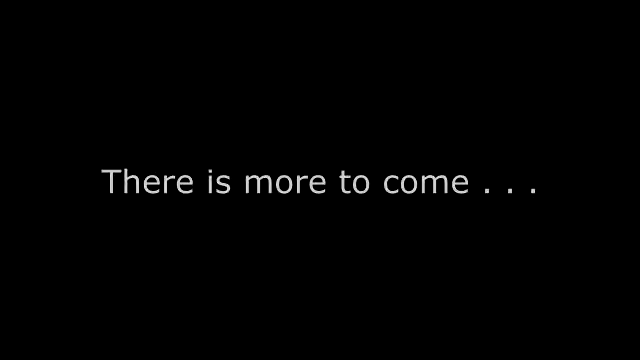 There is more to come . . .